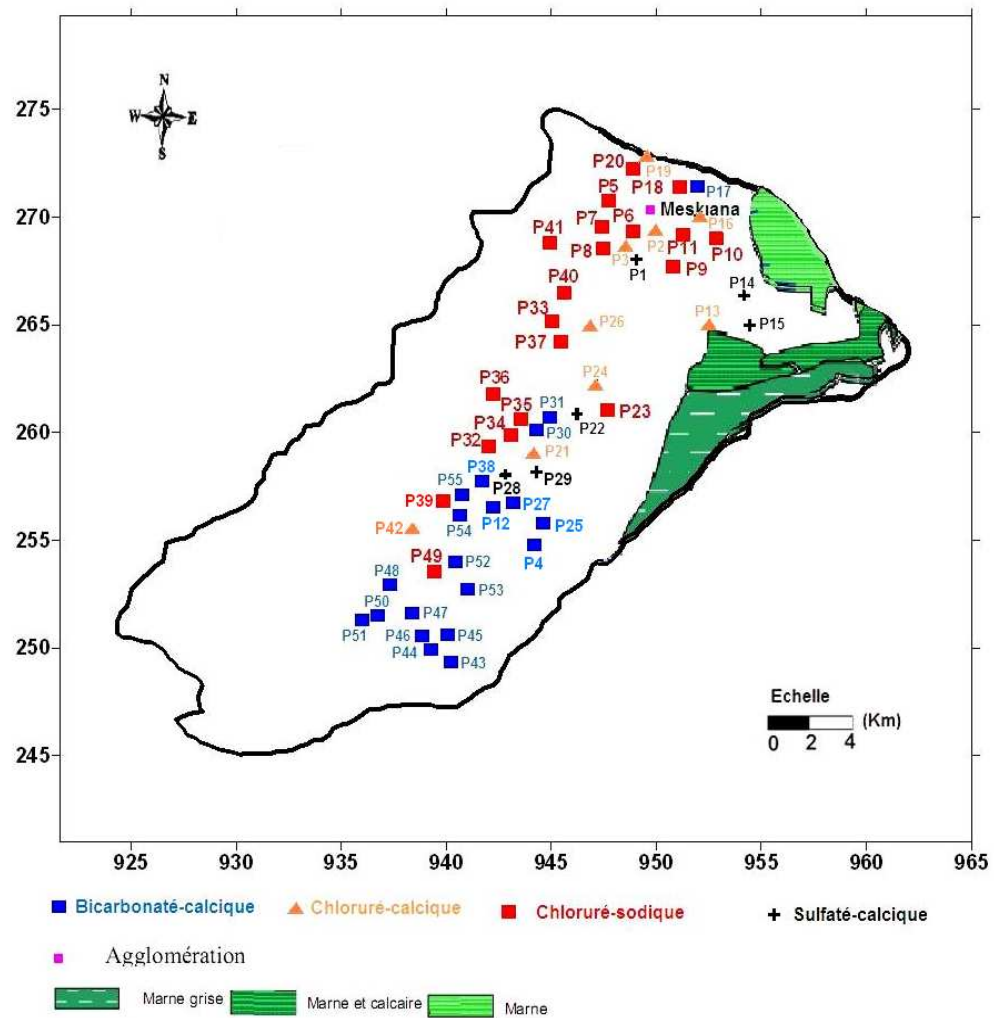 N
W E
S
275
270
265
260
255
250
245
P20
P19
P5
P18
P17
Meskiana
P7
P6
P16
P41
P2
P11
P10
P8
P3
P1
P9
P40
P14
P33
P26
P13
P15
P37
P24
P36
P35
P31
P23
P34
P30
P22
P32
P21
P38
P55
P28
P29
P39
P27
P12
P25
P42
P54
P4
P49
P52
P48
P53
P50
P47
P51
P46
P45
P44
P43
Echelle
(Km)
0 2 4
925 930 935 940 945 950 955 960 965
Bicarbonaté-calcique Chloruré-calcique Chloruré-sodique Sulfaté-calcique
Agglomération
Marne grise Marne et calcaire Marne